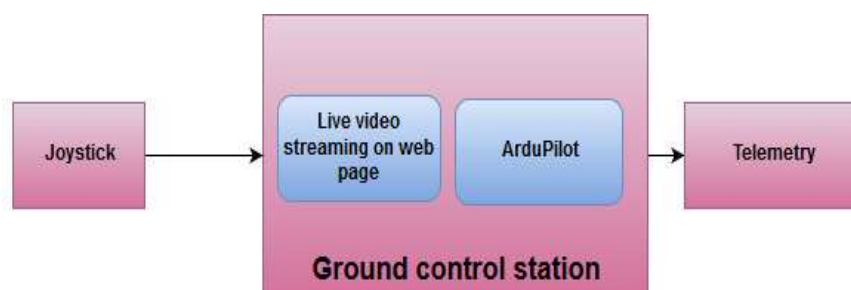 Joystick
Live video
streaming on web
page
ArduPilot
Telemetry
Ground control station